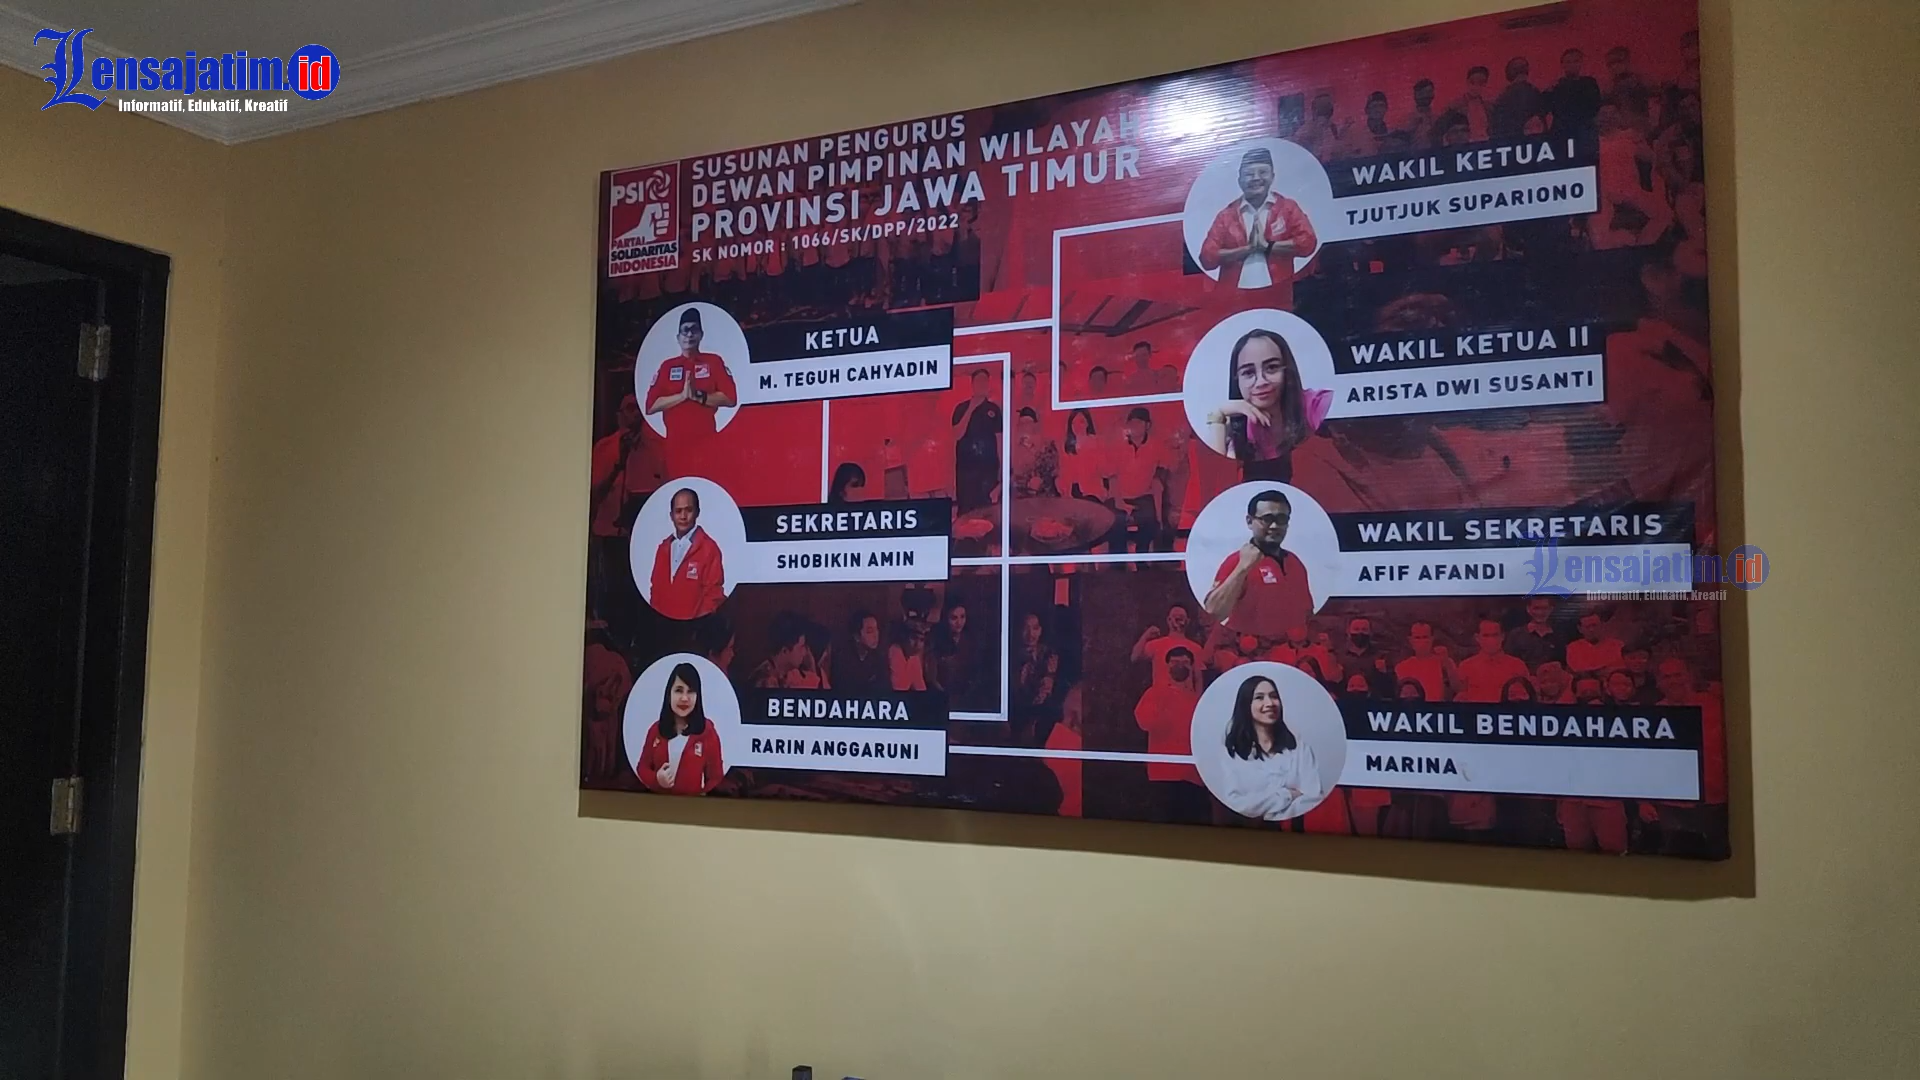 Lensajatim.id
Informatif, Edukatif, Kreatif
PSI
PARTAI
SOLIDARITAS
INDONESIA
SUSUNAN PENGURUS
DEWAN PIMPINAN WILAYAH
PROVINSI JAWA TIMUR
SK NOMOR : 1066/SK/DPP/2022
WAKIL KETUA I
TJUTJUK SUPARIONO
KETUA
M. TEGUH CAHYADIN
WAKIL KETUA II
ARISTA DWI SUSANTI
SEKRETARIS
SHOBIKIN AMIN
WAKIL SEKRETARIS
AFIF AFANDI
Lensajatim.id
Informatif, Edukatif, Kreatif
BENDAHARA
RARIN ANGGARUNI
WAKIL BENDAHARA
MARINA